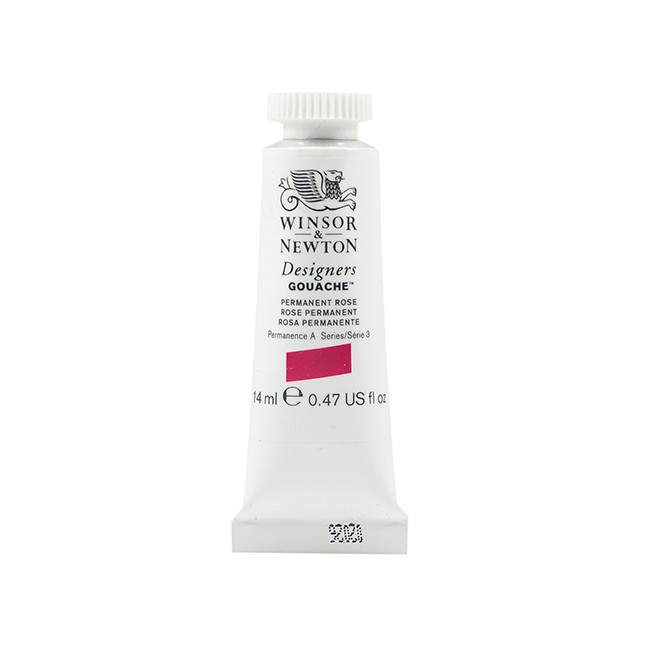 WINSOR
&
NEWTON
Designers
GOUACHE™
PERMANENT ROSE
ROSE PERMANENT
ROSA PERMANENTE
Permanence A Series/Série 3
14 ml ℮ 0.47 US fl oz